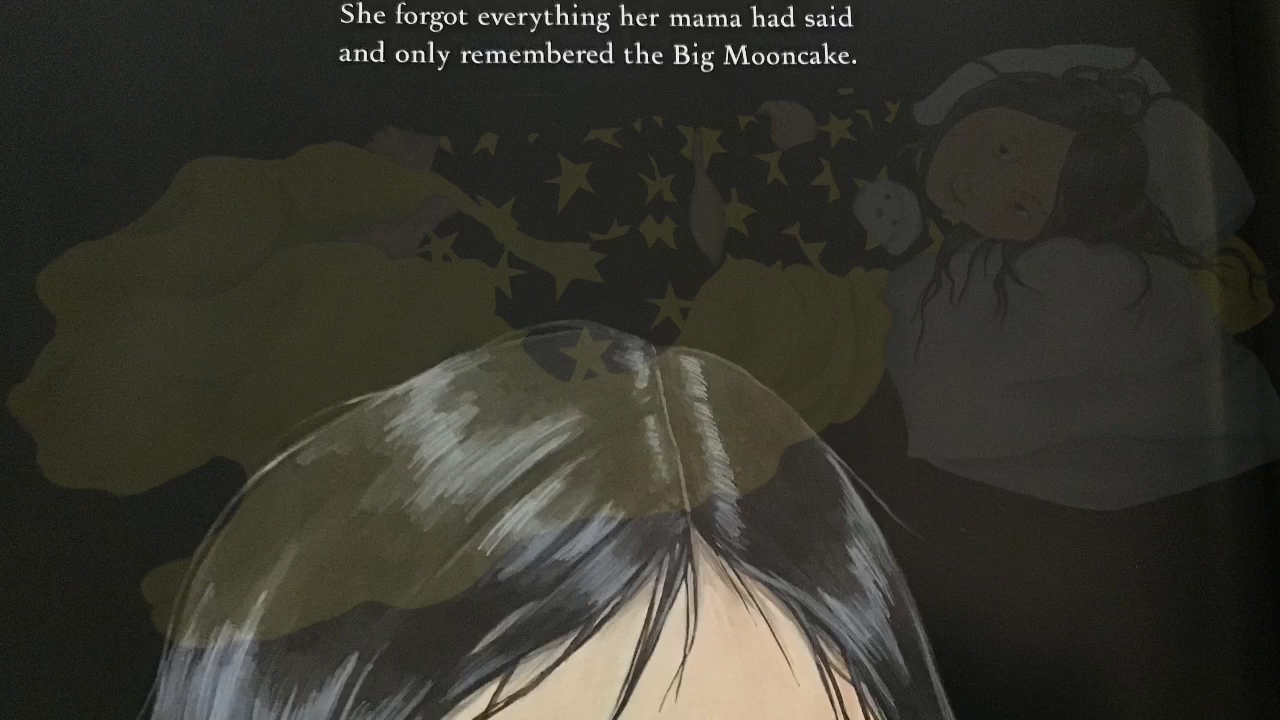 She forgot everything her mama had said
and only remembered the Big Mooncake.